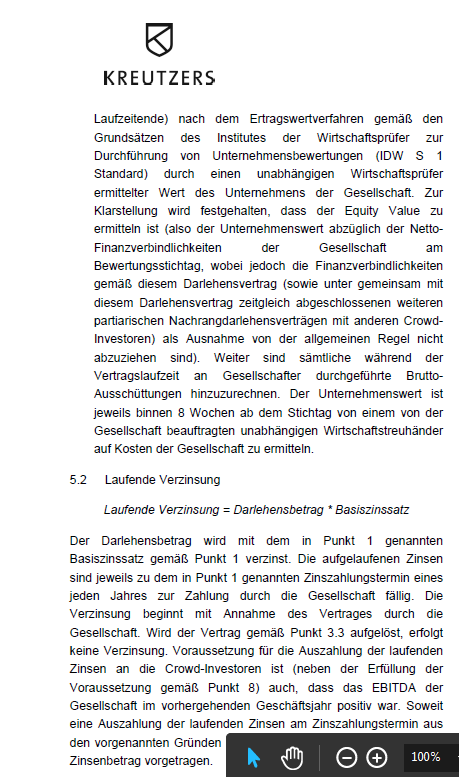 KREUTZERS
Laufzeitende) nach dem Ertragswertverfahren gemäß den
Grundsätzen des Institutes der Wirtschaftsprüfer zur
Durchführung von Unternehmensbewertungen (IDW S 1
Standard) durch einen unabhängigen Wirtschaftsprüfer
ermittelter Wert des Unternehmens der Gesellschaft. Zur
Klarstellung wird festgehalten, dass der Equity Value zu
ermitteln ist (also der Unternehmenswert abzüglich der Netto-
Finanzverbindlichkeiten der Gesellschaft am
Bewertungsstichtag, wobei jedoch die Finanzverbindlichkeiten
gemäß diesem Darlehensvertrag (sowie unter gemeinsam mit
diesem Darlehensvertrag zeitgleich abgeschlossenen weiteren
partiarischen Nachrangdarlehensverträgen mit anderen Crowd-
Investoren) als Ausnahme von der allgemeinen Regel nicht
abzuziehen sind). Weiter sind sämtliche während der
Vertragslaufzeit an Gesellschafter durchgeführte Brutto-
Ausschüttungen hinzuzurechnen. Der Unternehmenswert ist
jeweils binnen 8 Wochen ab dem Stichtag von einem von der
Gesellschaft beauftragten unabhängigen Wirtschaftstreuhänder
auf Kosten der Gesellschaft zu ermitteln.
5.2 Laufende Verzinsung
Laufende Verzinsung = Darlehensbetrag * Basiszinssatz
Der Darlehensbetrag wird mit dem in Punkt 1 genannten
Basiszinssatz gemäß Punkt 1 verzinst. Die aufgelaufenen Zinsen
sind jeweils zu dem in Punkt 1 genannten Zinszahlungstermin eines
jeden Jahres zur Zahlung durch die Gesellschaft fällig. Die
Verzinsung beginnt mit Annahme des Vertrages durch die
Gesellschaft. Wird der Vertrag gemäß Punkt 3.3 aufgelöst, erfolgt
keine Verzinsung. Voraussetzung für die Auszahlung der laufenden
Zinsen an die Crowd-Investoren ist (neben der Erfüllung der
Voraussetzung gemäß Punkt 8) auch, dass das EBITDA der
Gesellschaft im vorhergehenden Geschäftsjahr positiv war. Soweit
eine Auszahlung der laufenden Zinsen am Zinszahlungstermin aus
den vorgenannten Gründen
Zinsenbetrag vorgetragen.
100%